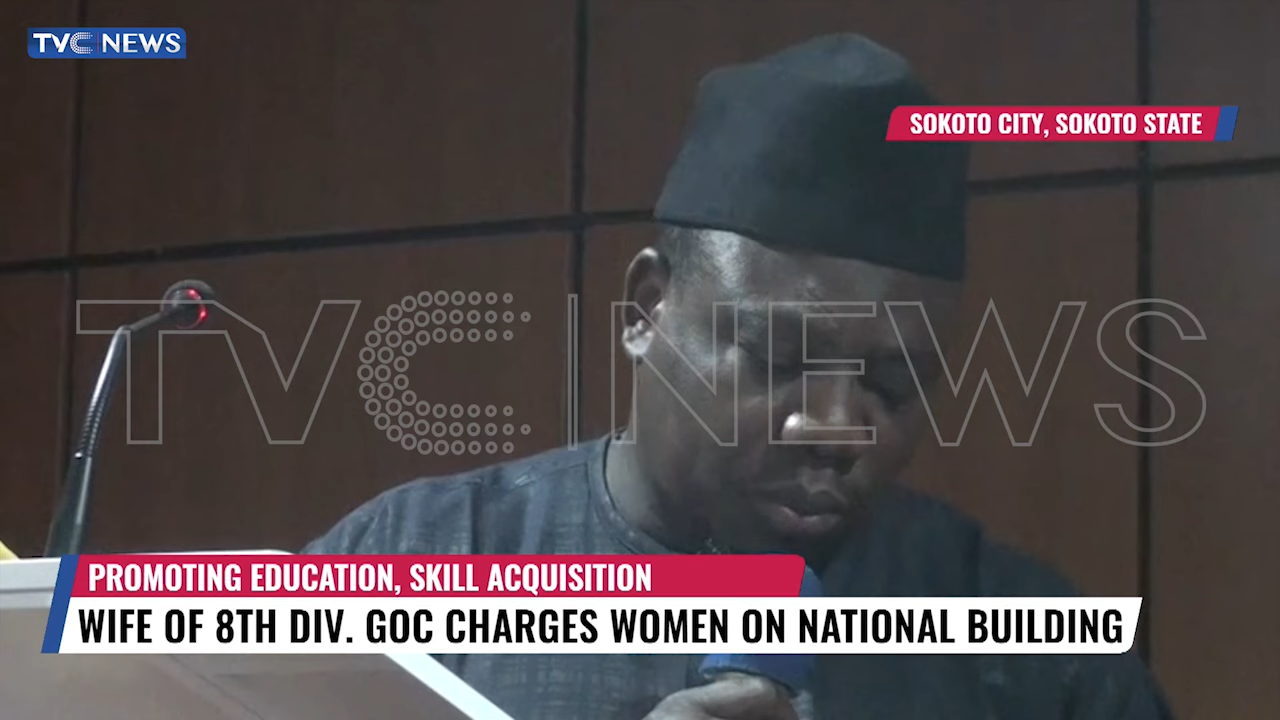 TVC NEWS
SOKOTO CITY, SOKOTO STATE
TVC NEWS
PROMOTING EDUCATION, SKILL ACQUISITION
WIFE OF 8TH DIV. GOC CHARGES WOMEN ON NATIONAL BUILDING